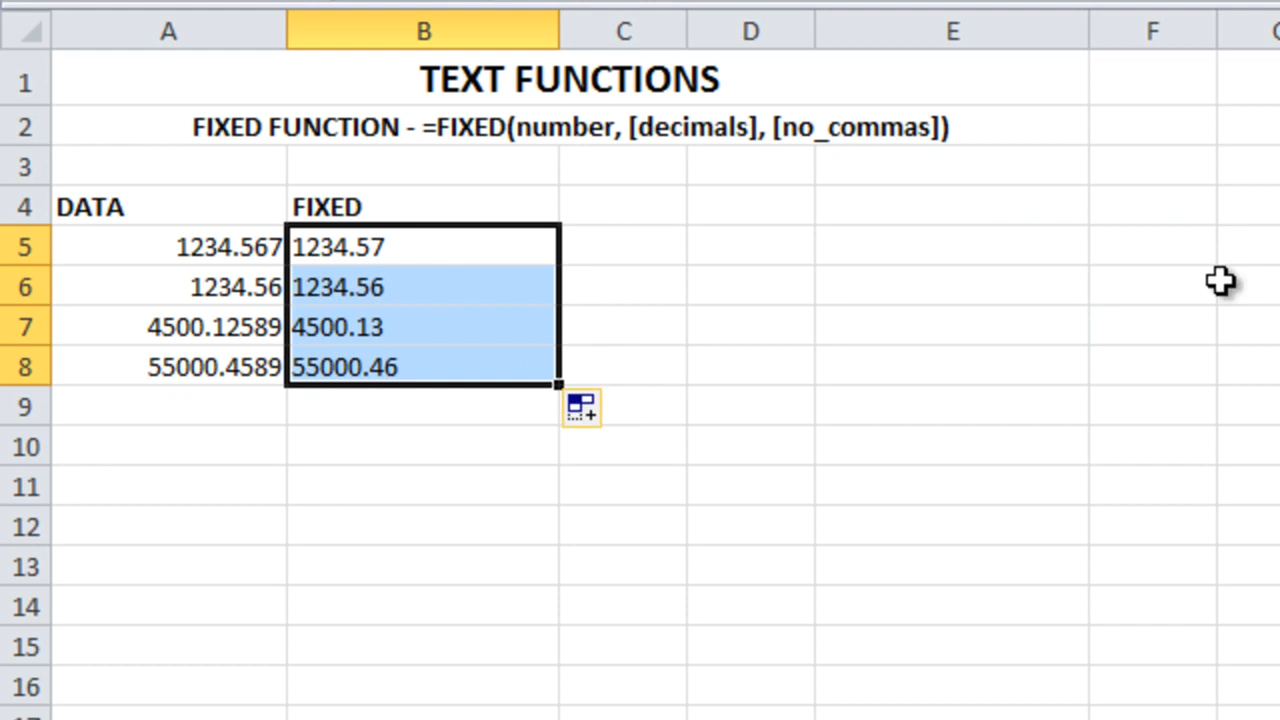 A B C D E F
1 TEXT FUNCTIONS
2 FIXED FUNCTION - =FIXED(number, [decimals], [no_commas])
3
4 DATA FIXED
5 1234.567 1234.57
6 1234.56 1234.56
7 4500.12589 4500.13
8 55000.4589 55000.46
9
10
11
12
13
14
15
16